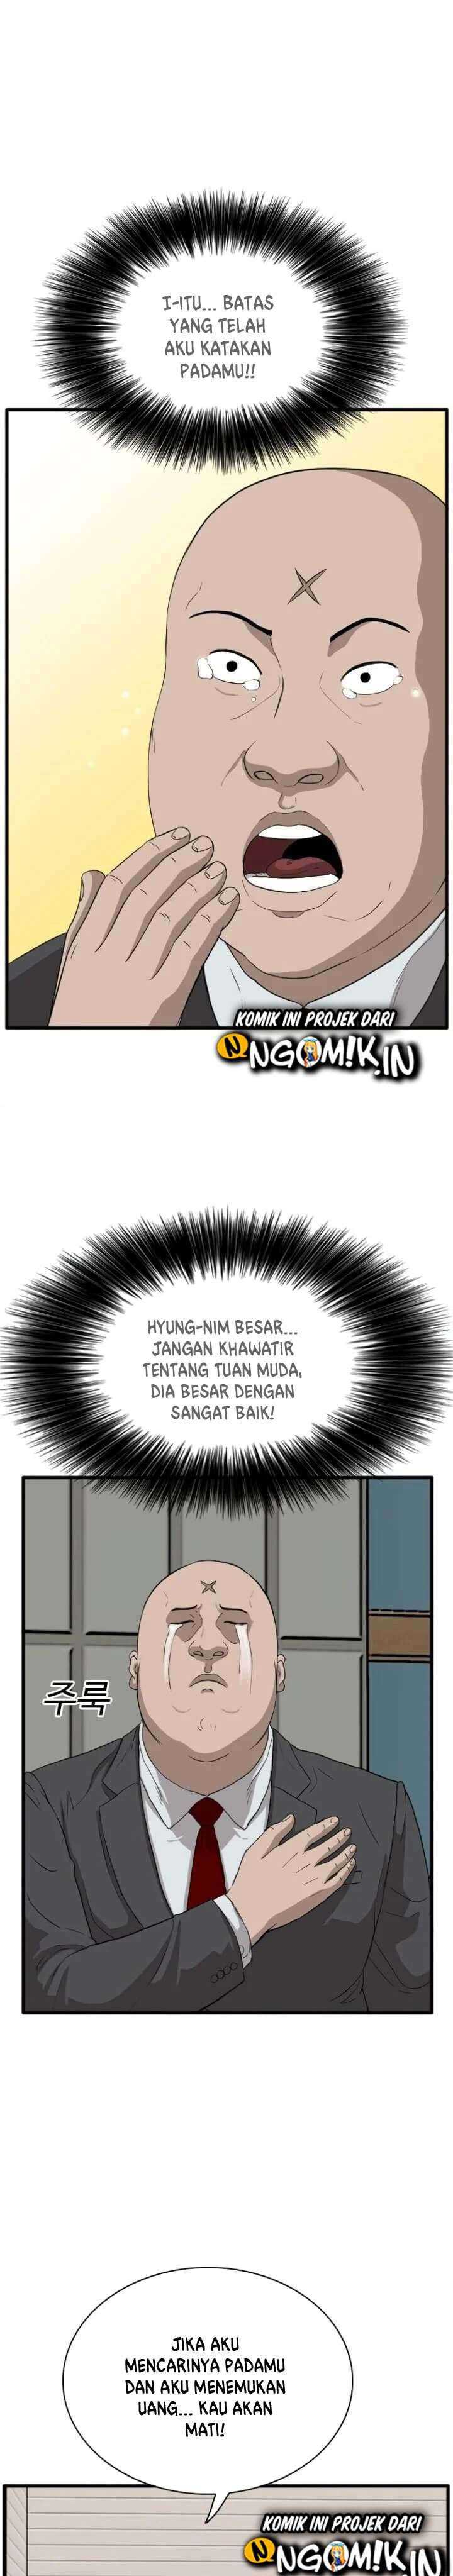 I-ITU... BATAS
YANG TELAH
AKU KATAKAN
PADAMU!!
KOMIK INI PROJEK DARI
N NGOMIK.IN
HYUNG-NIM BESAR...
JANGAN KHAWATIR
TENTANG TUAN MUDA,
DIA BESAR DENGAN
SANGAT BAIK!
주룩
JIKA AKU
MENCARINYA PADAMU
DAN AKU MENEMUKAN
UANG... KAU AKAN
MATI!
KOMIK INI PROJEK DARI
N NGOMIK.IN